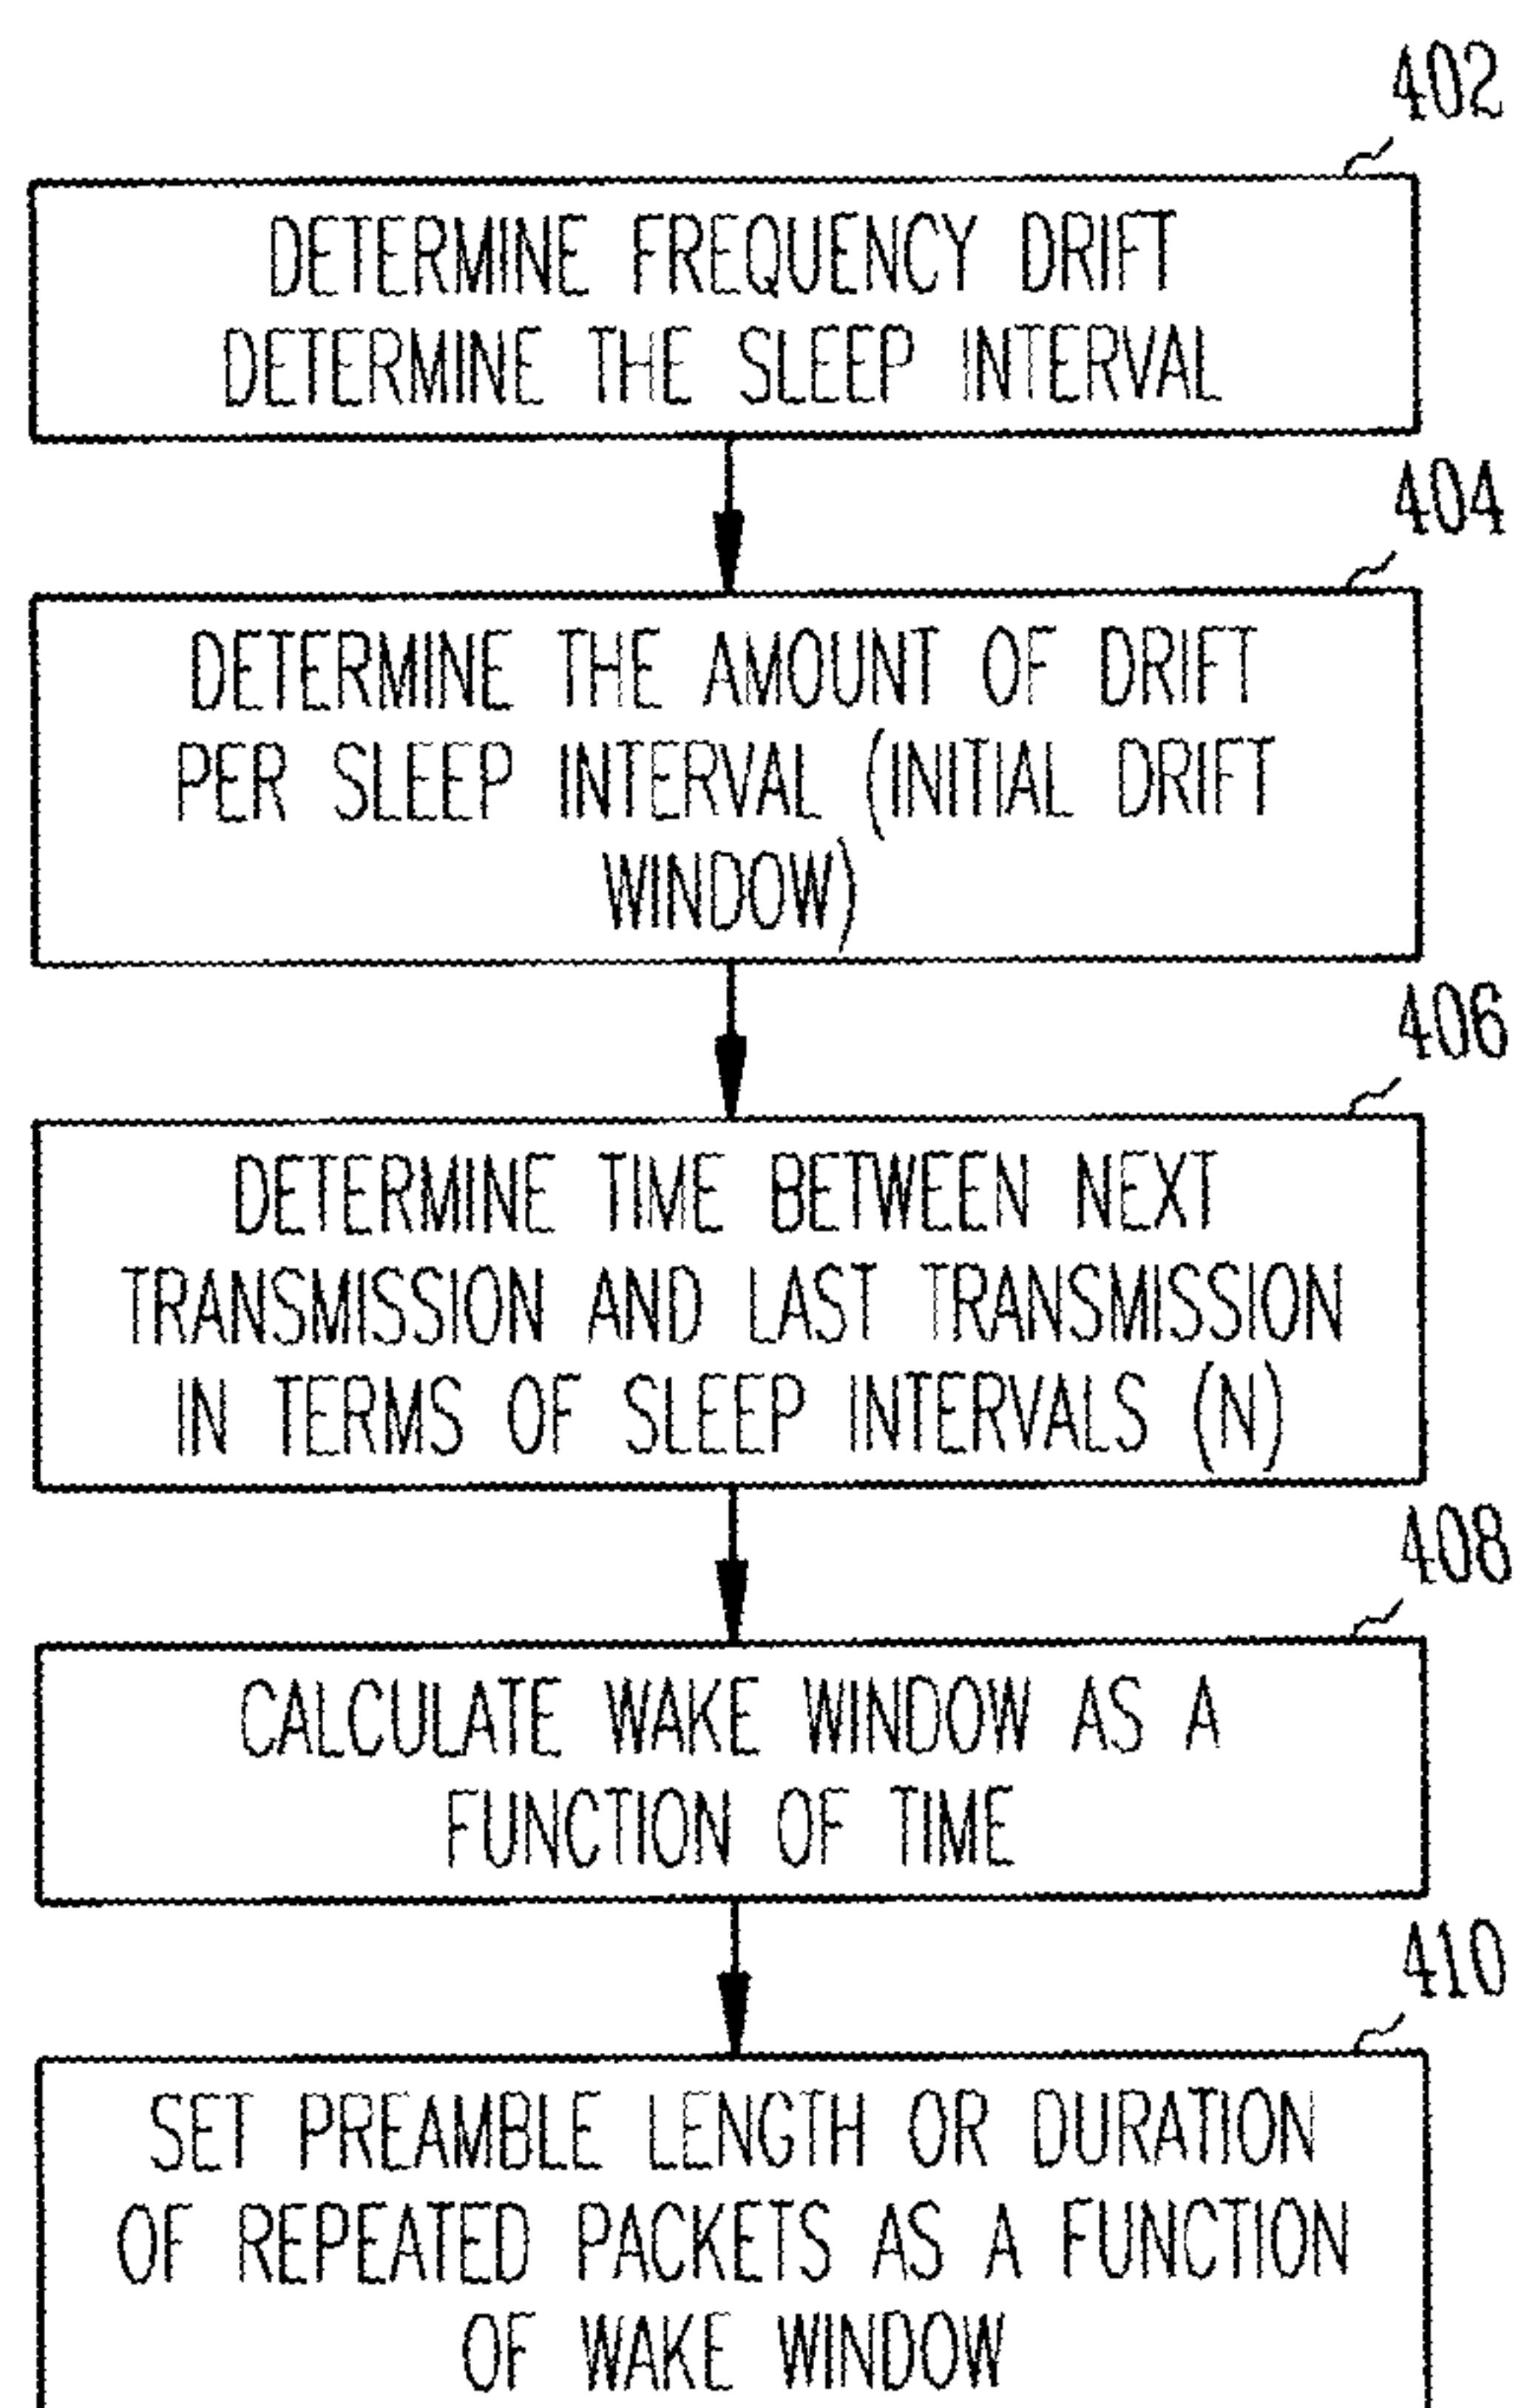 402
DETERMINE FREQUENCY DRIFT
DETERMINE THE SLEEP INTERVAL
404
DETERMINE THE AMOUNT OF DRIFT
PER SLEEP INTERVAL (INITIAL DRIFT
WINDOW)
406
DETERMINE TIME BETWEEN NEXT
TRANSMISSION AND LAST TRANSMISSION
IN TERMS OF SLEEP INTERVALS (N)
408
CALCULATE WAKE WINDOW AS A
FUNCTION OF TIME
410
SET PREAMBLE LENGTH OR DURATION
OF REPEATED PACKETS AS A FUNCTION
OF WAKE WINDOW